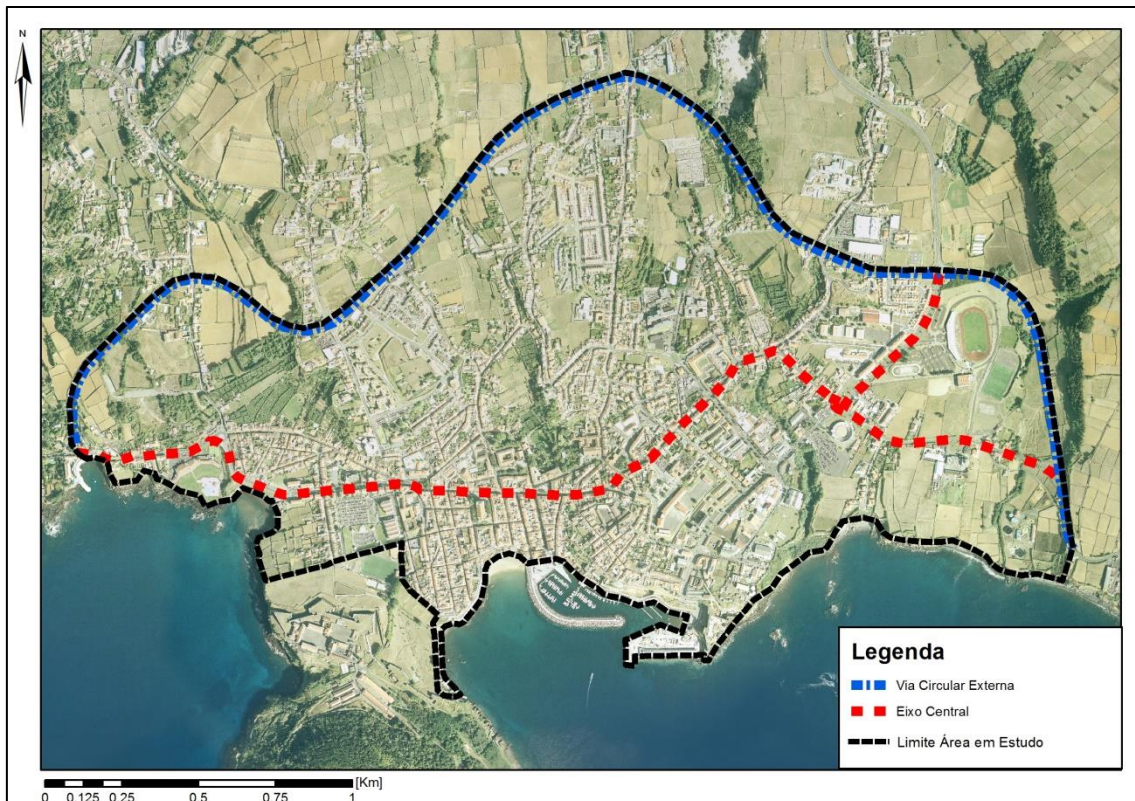 N
Legenda
Via Circular Externa
Eixo Central
Limite Área em Estudo
[Km]
0 0.125 0.25 0.5 0.75 1